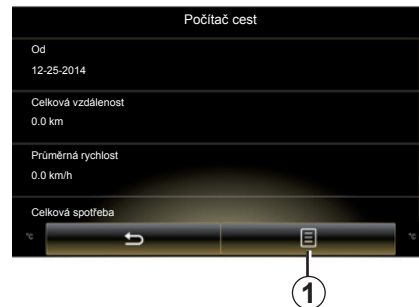 Počítač cest
Od
12-25-2014
Celková vzdálenost
0.0 km
Průměrná rychlost
0.0 km/h
Celková spotřeba
°C
°C
1